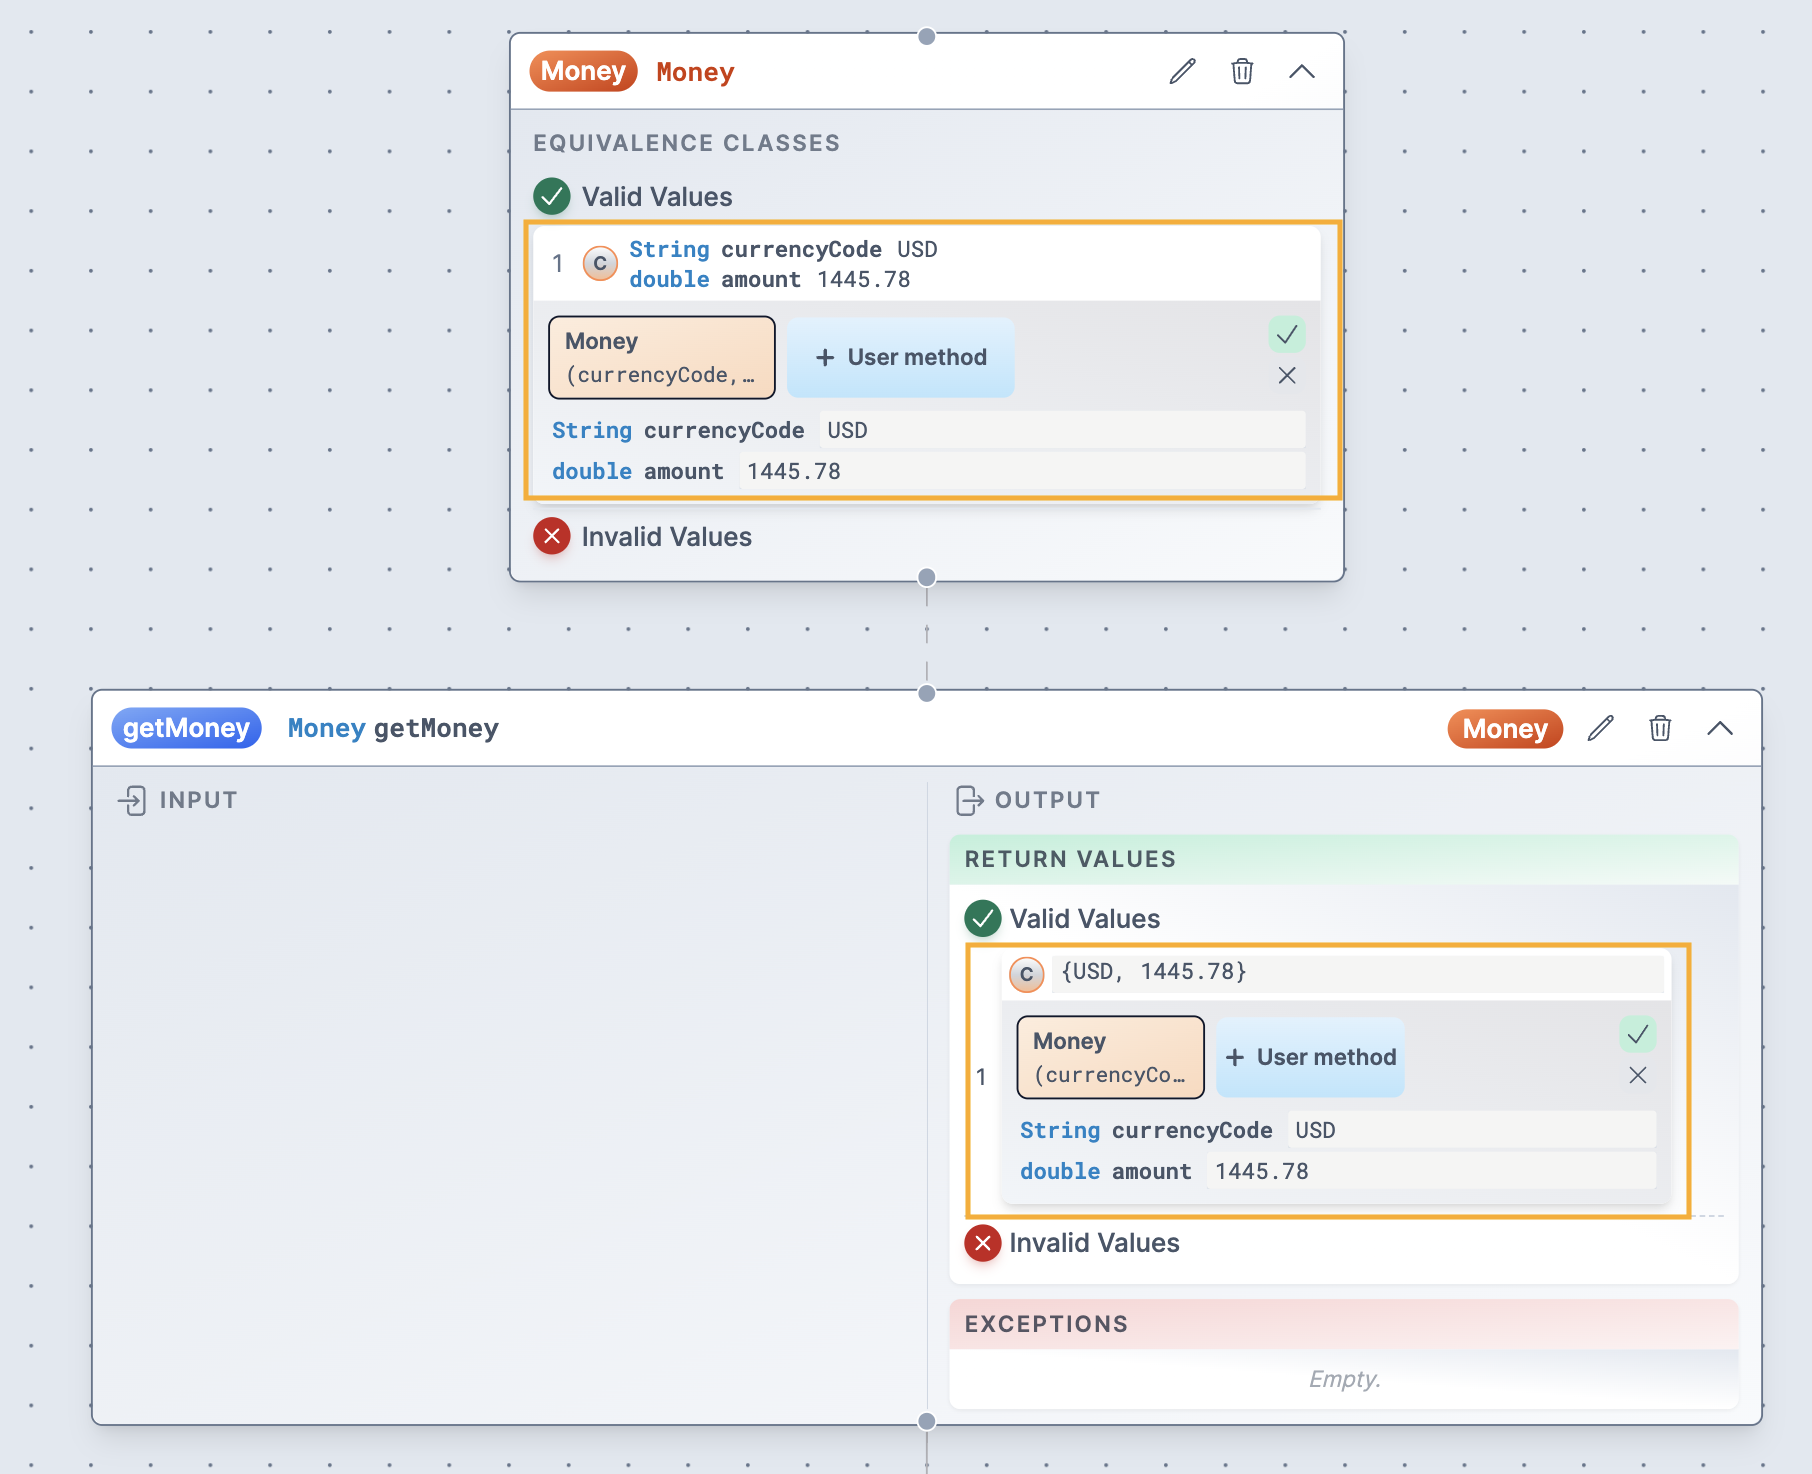 Money Money
EQUIVALENCE CLASSES
Valid Values
1 C String currencyCode USD
double amount 1445.78
Money
(currencyCode,…
+ User method
String currencyCode USD
double amount 1445.78
Invalid Values
getMoney Money getMoney Money
INPUT
OUTPUT
RETURN VALUES
Valid Values
C {USD, 1445.78}
1
Money
(currencyCo…
+ User method
String currencyCode USD
double amount 1445.78
Invalid Values
EXCEPTIONS
Empty.